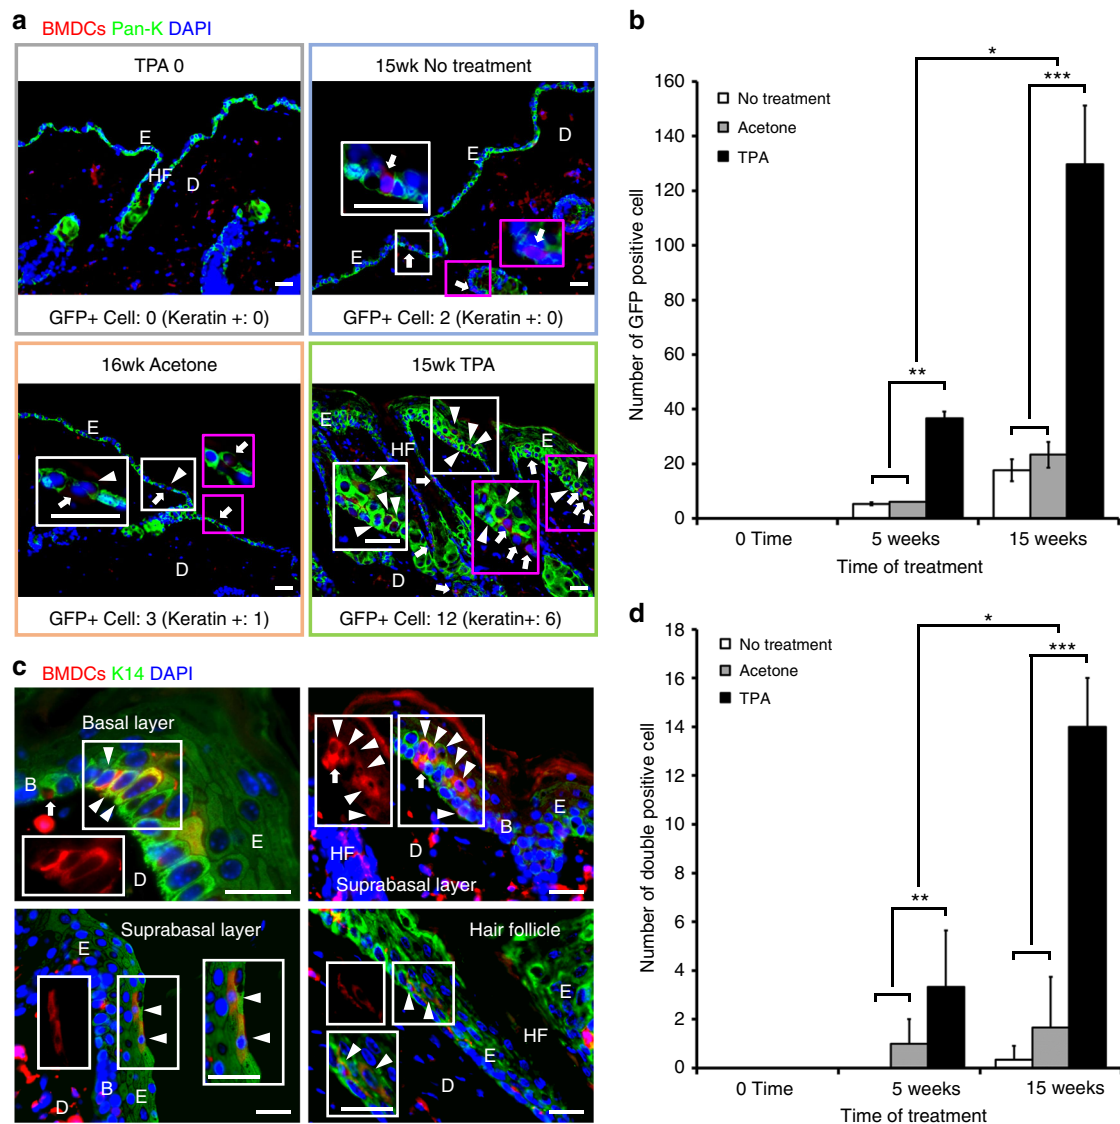 a
BMDCs Pan-K DAPI
TPA 0
E
HF
D
GFP+ Cell: 0 (Keratin +: 0)
15wk No treatment
D
E
E
GFP+ Cell: 2 (Keratin +: 0)
16wk Acetone
E
D
GFP+ Cell: 3 (Keratin +: 1)
15wk TPA
E
HF
E
D
GFP+ Cell: 12 (keratin+: 6)
b
Number of GFP positive cell
160
140
120
100
80
60
40
20
0
No treatment
Acetone
TPA
*
**
***
0 Time
5 weeks
15 weeks
Time of treatment
c
BMDCs K14 DAPI
Basal layer
B
E
D
B
E
HF
D
Suprabasal layer
Suprabasal layer
E
B
D
E
Hair follicle
E
HF
E
D
d
Number of double positive cell
18
16
14
12
10
8
6
4
2
0
No treatment
Acetone
TPA
*
**
***
0 Time
5 weeks
15 weeks
Time of treatment